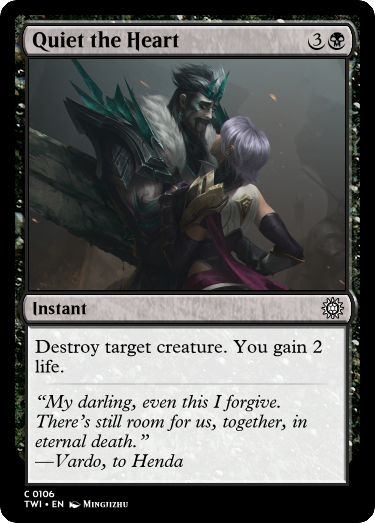 Quiet the Heart 3
Instant
Destroy target creature. You gain 2
life.
“My darling, even this I forgive.
There's still room for us, together, in
eternal death.”
—Vardo, to Henda
C 0106
TWI • EN Mingjizhu